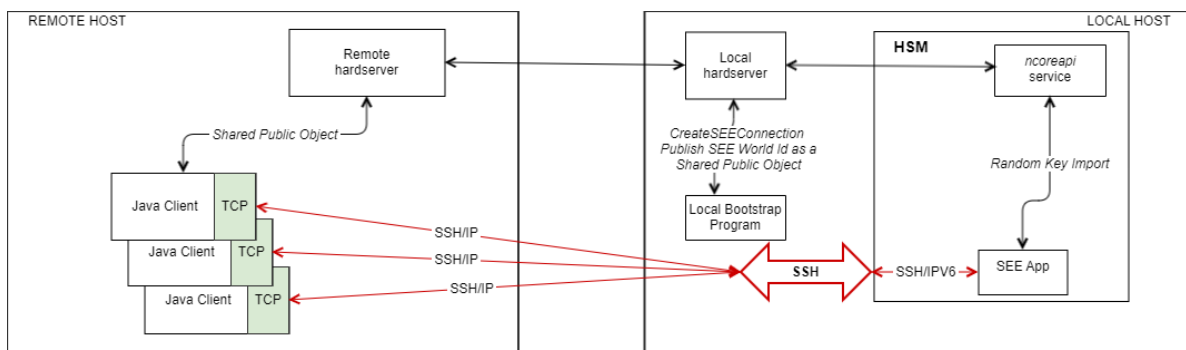 REMOTE HOST
Remote
hardserver
Shared Public Object
Java Client
TCP
Java Client
TCP
Java Client
TCP
SSH/IP
SSH/IP
SSH/IP
LOCAL HOST
Local
hardserver
CreateSEEConnection
Publish SEE World Id as a
Shared Public Object
Local Bootstrap
Program
SSH
HSM
ncoreapi
service
Random Key Import
SSH/IPV6
SEE App